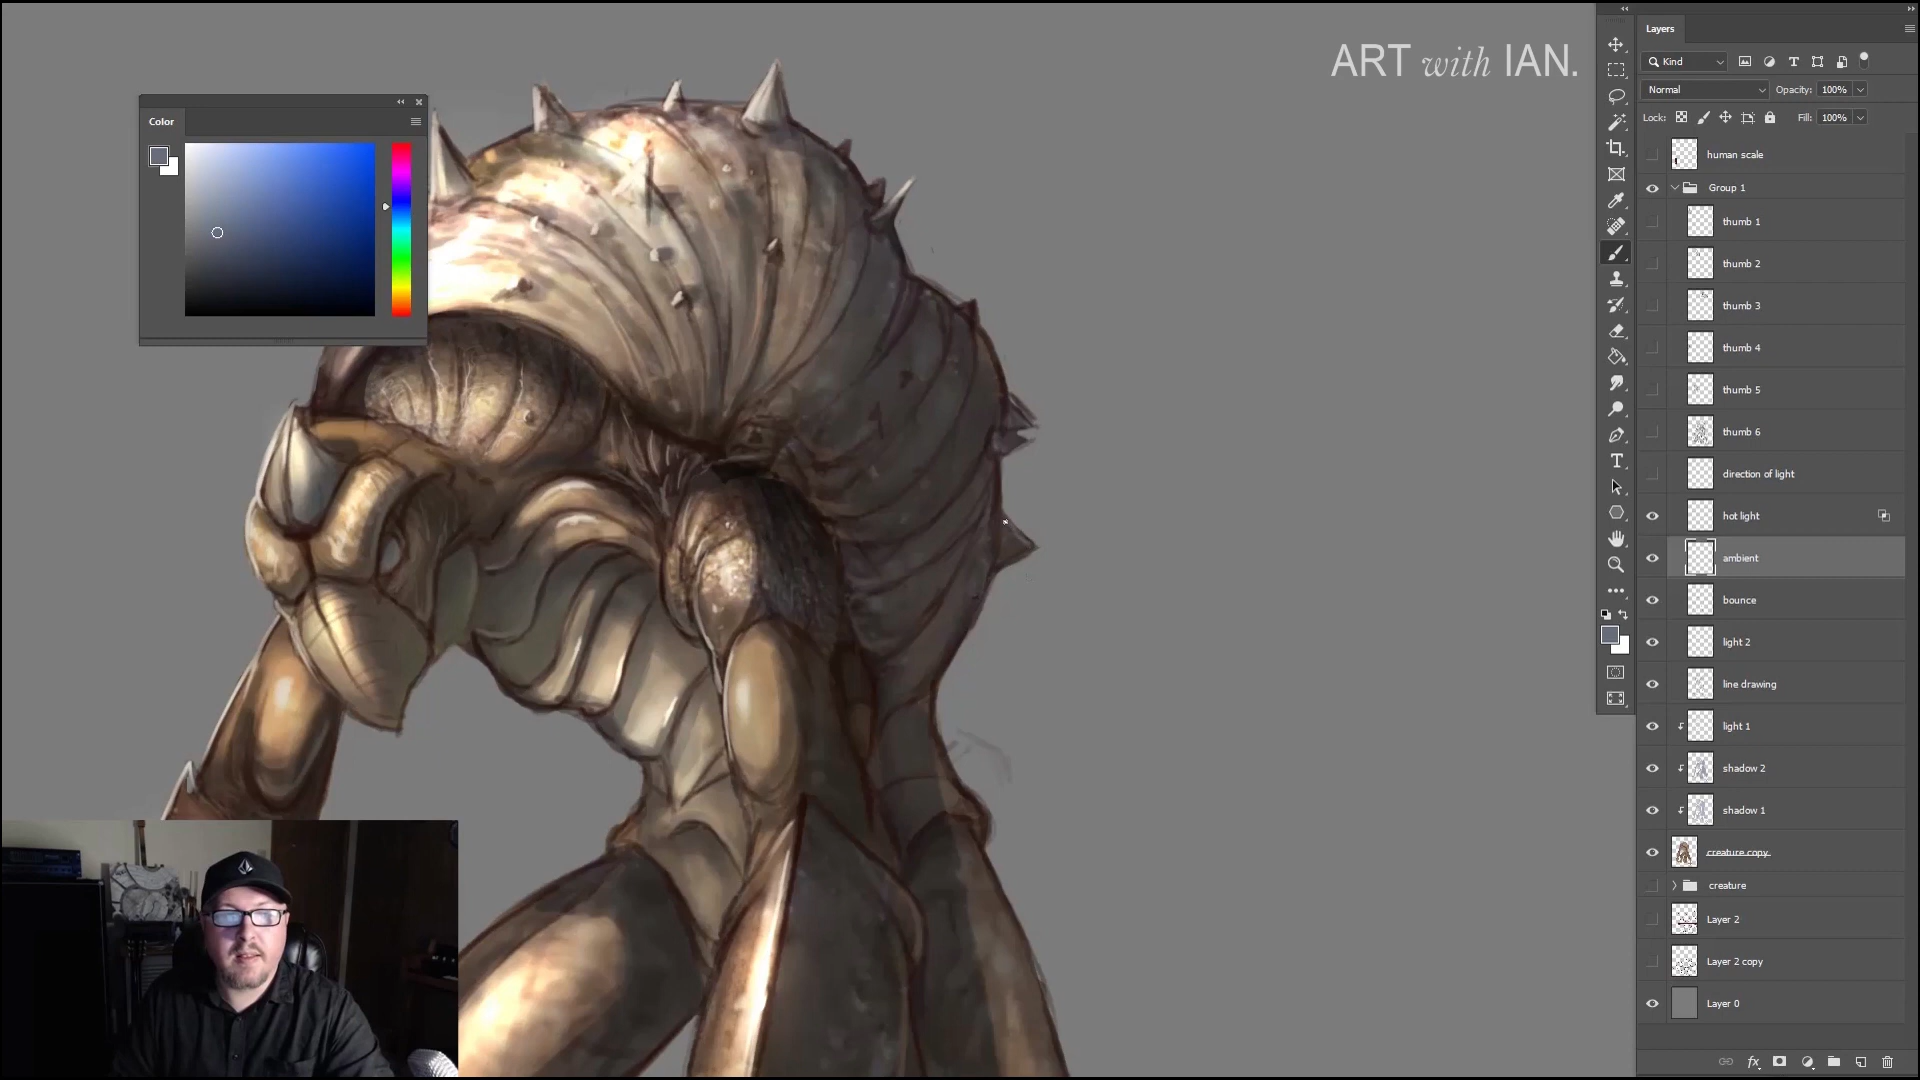 ART with IAN.
Color
Layers
Kind
Normal
Opacity: 100%
Lock:
Fill: 100%
human scale
Group 1
thumb 1
thumb 2
thumb 3
thumb 4
thumb 5
thumb 6
direction of light
hot light
ambient
bounce
light 2
line drawing
light 1
shadow 2
shadow 1
creature copy
creature
Layer 2
Layer 2 copy
Layer 0
fx